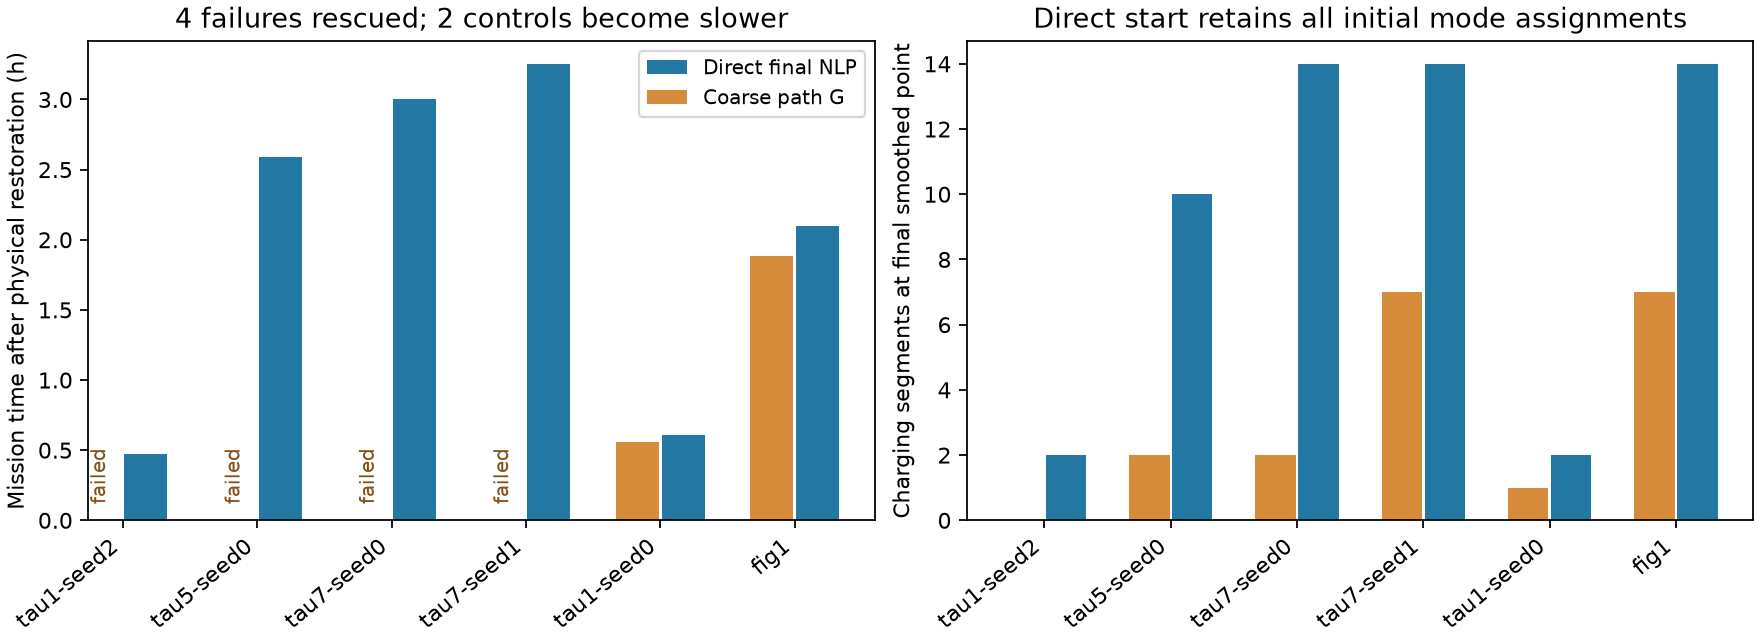 4 failures rescued; 2 controls become slower
Mission time after physical restoration (h)
3.0
2.5
2.0
1.5
1.0
0.5
0.0
Direct final NLP
Coarse path G
failed
failed
failed
failed
tau1-seed2
tau5-seed0
tau7-seed0
tau7-seed1
tau1-seed0
fig1
Direct start retains all initial mode assignments
Charging segments at final smoothed point
14
12
10
8
6
4
2
0
tau1-seed2
tau5-seed0
tau7-seed0
tau7-seed1
tau1-seed0
fig1